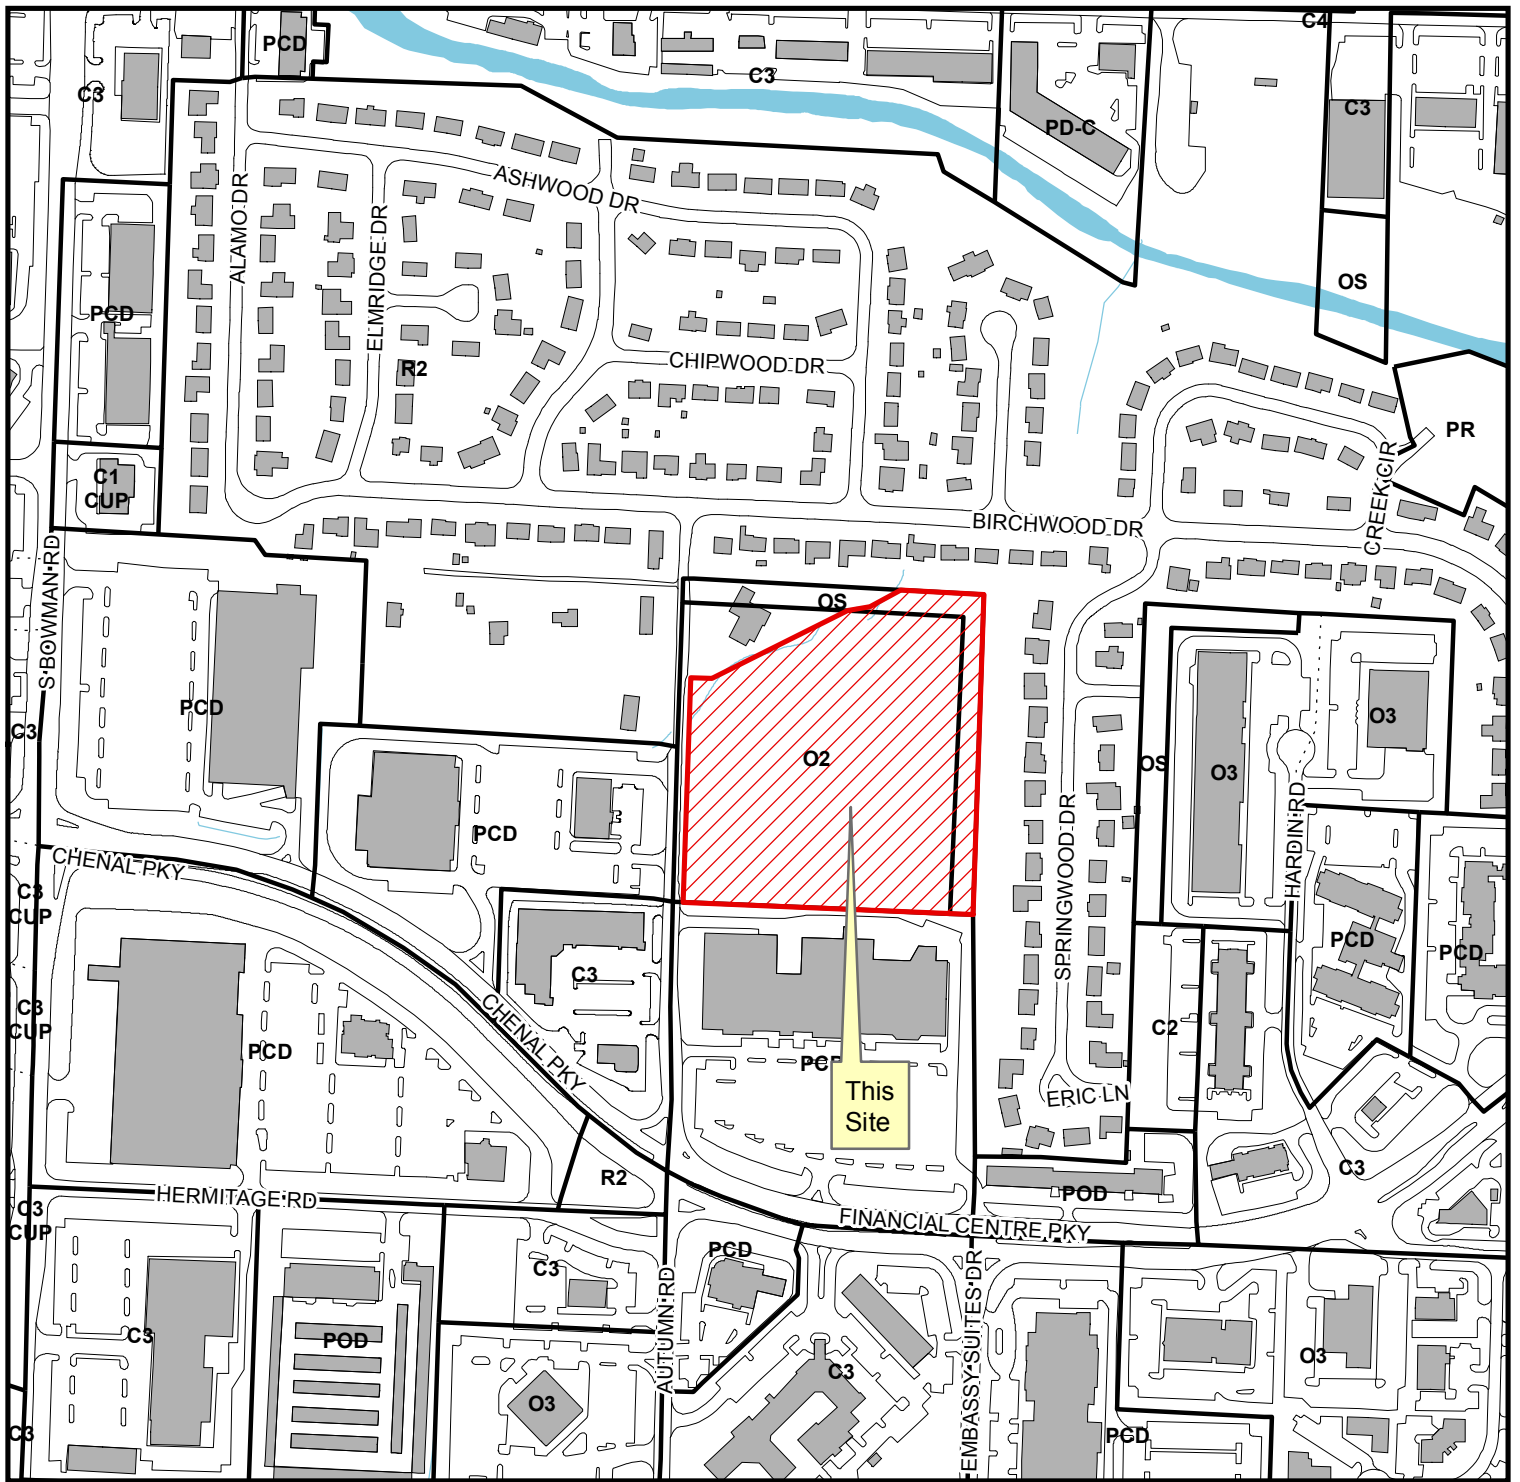 C4
PCD
C3
C3
C3
PD-C
ASHWOOD DR
ALAMO DR
ELMRIDGE DR
OS
PCD
CHIPWOOD DR
R2
PR
C1
CUP
CREEK CIR
BIRCHWOOD DR
S BOWMAN RD
OS
PCD
C3
O2
OS
O3
O3
SPRINGWOOD DR
HARDIN RD
PCD
CHENAL PKY
C3
CUP
PCD
PCD
C3
CHENAL PKY
C3
CUP
PCD
C2
PCD
This
Site
ERIC LN
C3
R2
POD
HERMITAGE RD
C3
CUP
FINANCIAL CENTRE PKY
PCD
C3
AUTUMN RD
EMBASSY SUITES DR
C3
POD
C3
O3
O3
C3
PCD